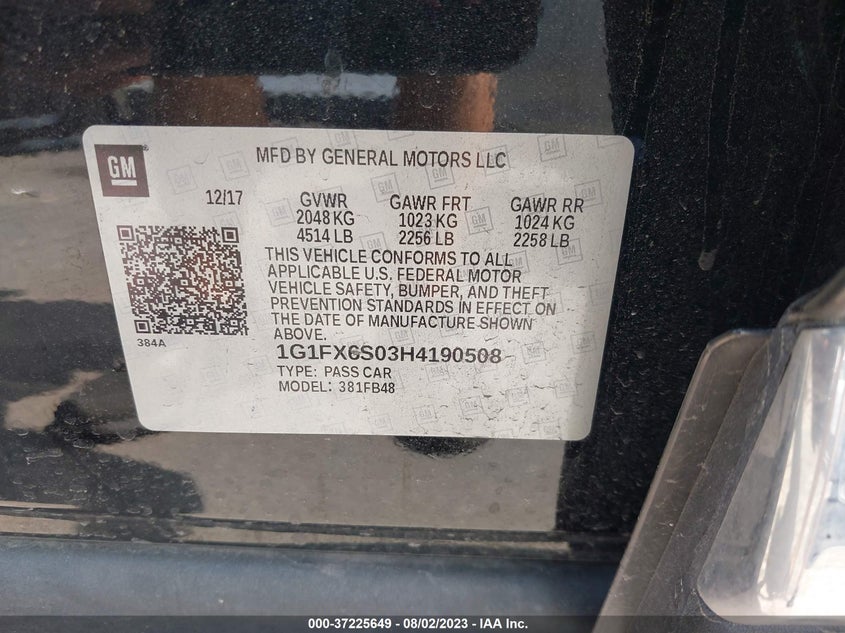 GM
MFD BY GENERAL MOTORS LLC
12/17
GVWR GAWR FRT GAWR RR
2048 KG 1023 KG 1024 KG
4514 LB 2256 LB 2258 LB
THIS VEHICLE CONFORMS TO ALL
APPLICABLE U.S. FEDERAL MOTOR
VEHICLE SAFETY, BUMPER, AND THEFT
PREVENTION STANDARDS IN EFFECT ON
THE DATE OF MANUFACTURE SHOWN
ABOVE.
384A
1G1FX6S03H4190508
TYPE: PASS CAR
MODEL: 381FB48
000-37225649 / 08/02/2023 - IAA Inc.